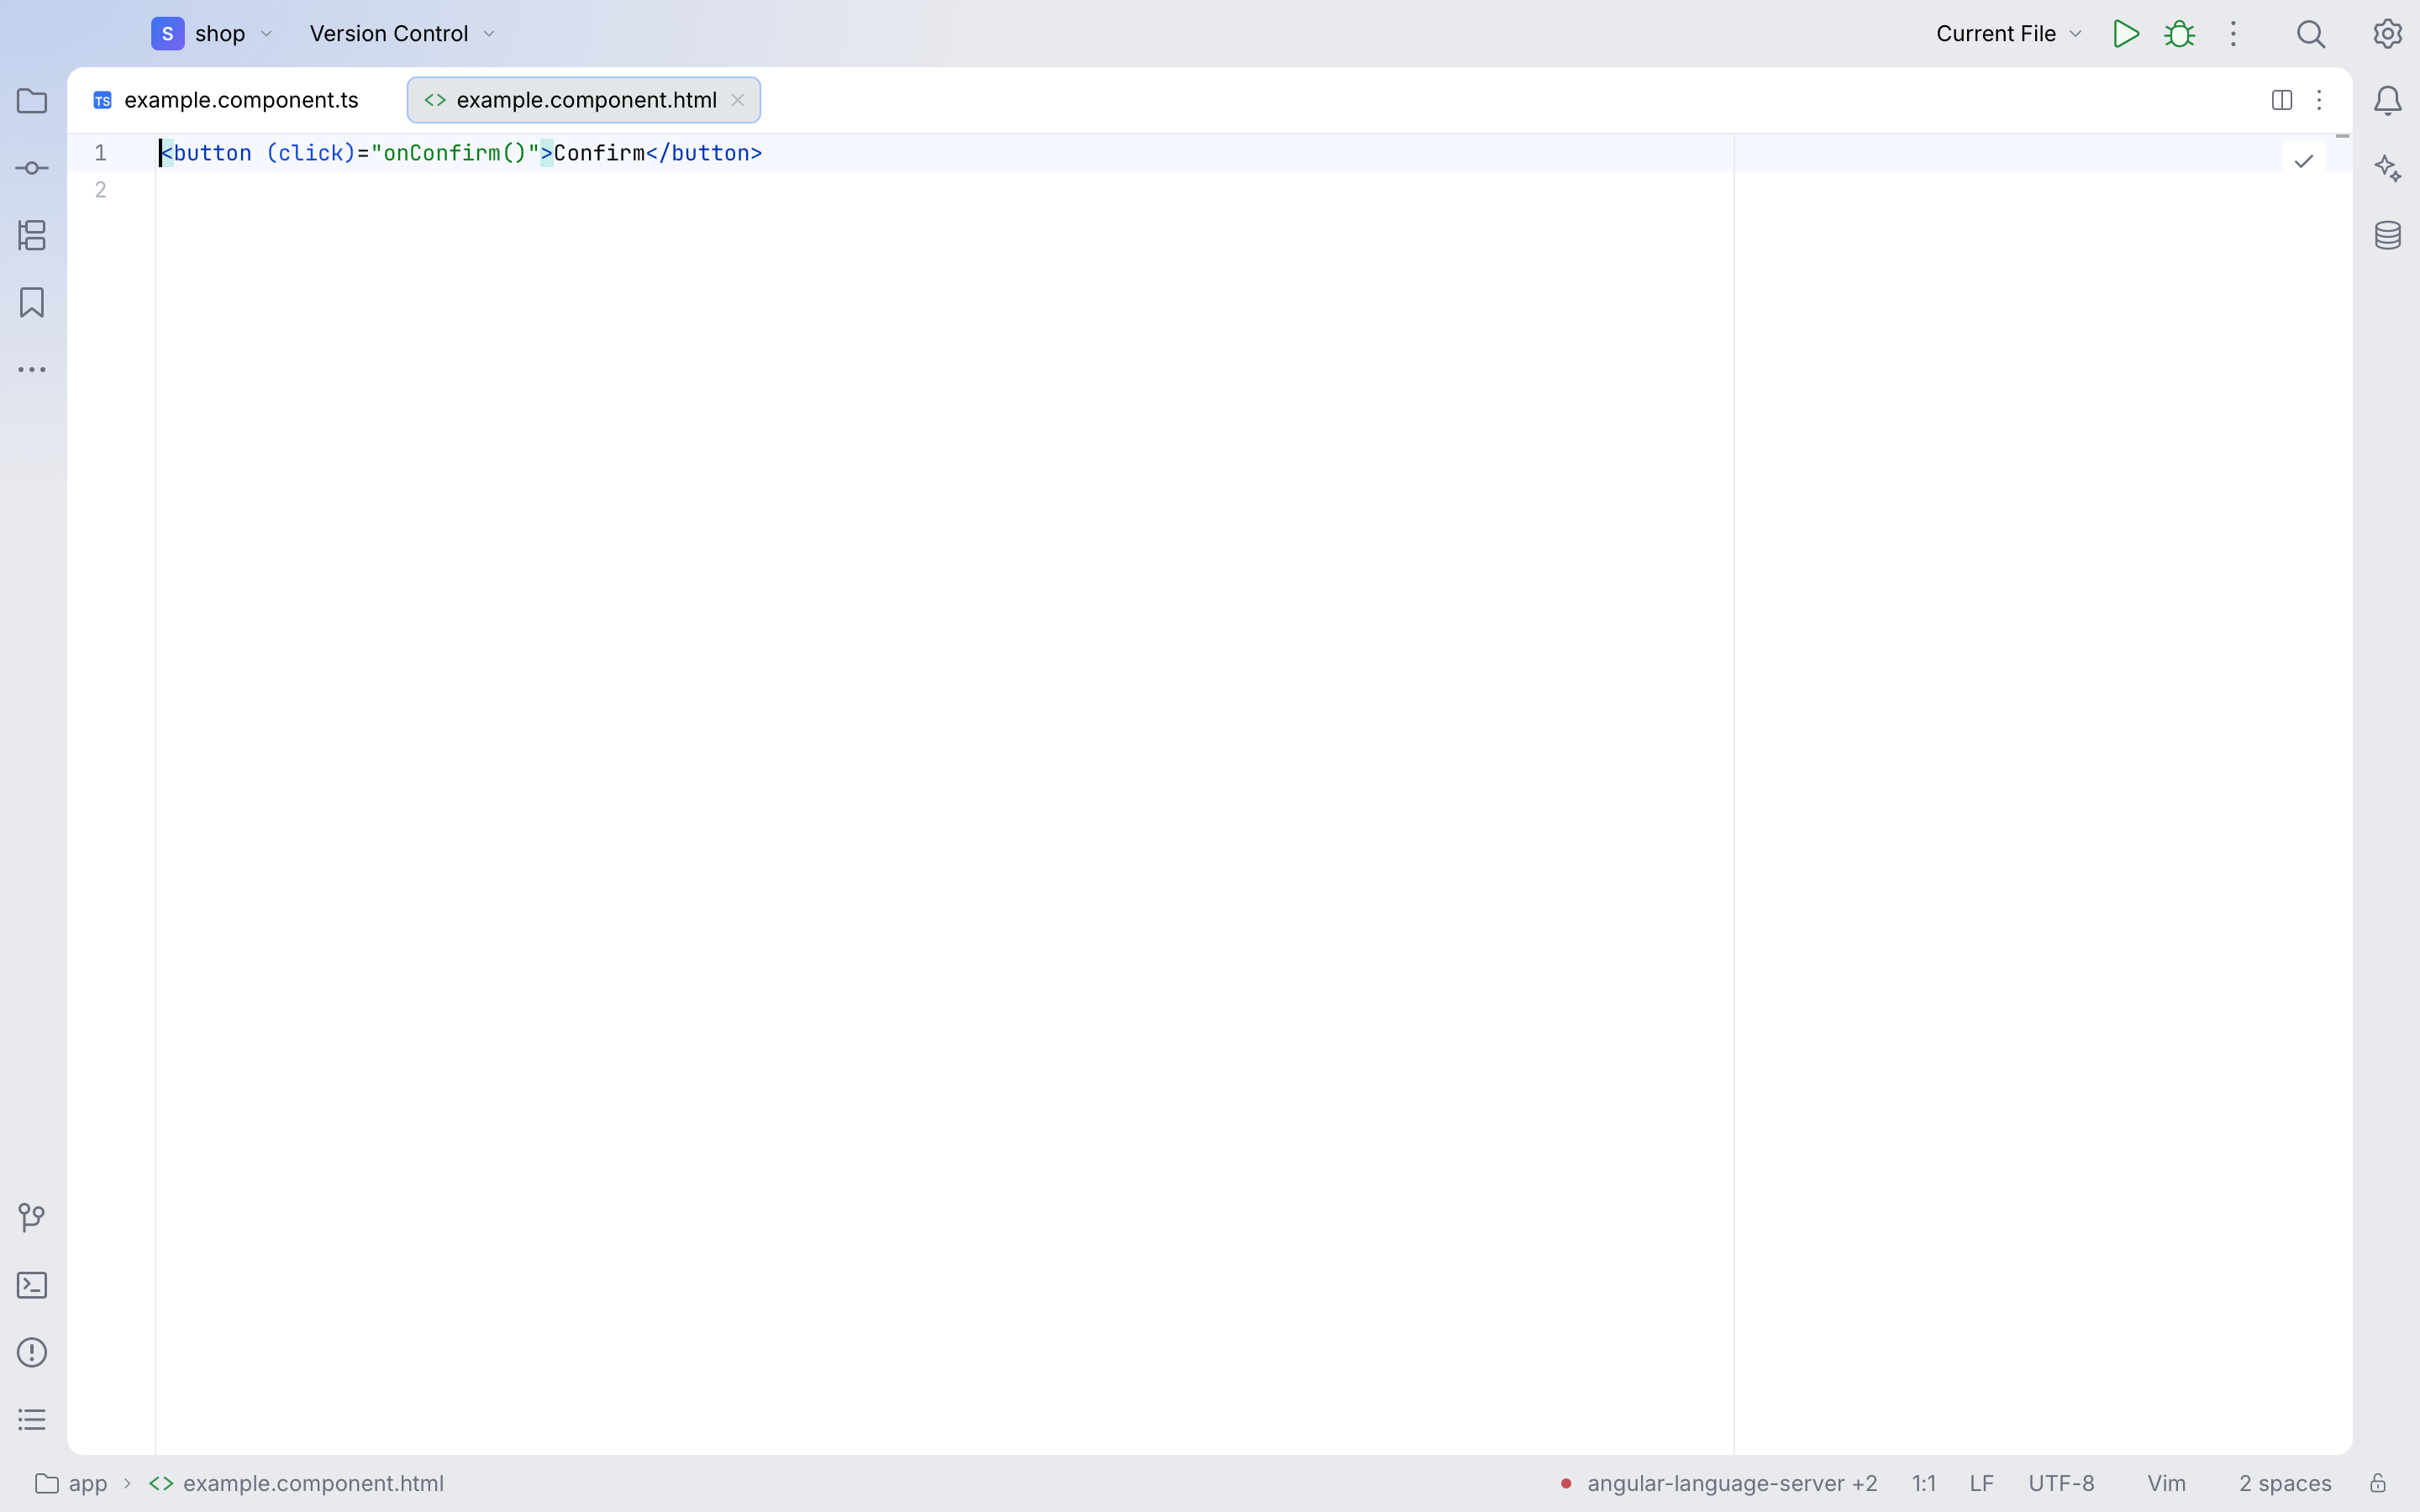 S shop Version Control Current File
TS example.component.ts <> example.component.html
1 <button (click)="onConfirm()">Confirm</button>
2
app > <> example.component.html angular-language-server +2 1:1 LF UTF-8 Vim 2 spaces